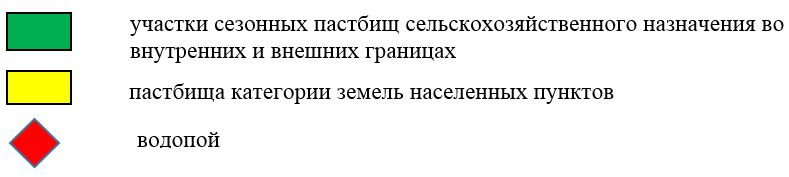 участки сезонных пастбищ сельскохозяйственного назначения во
внутренних и внешних границах
пастбища категории земель населенных пунктов
водопой